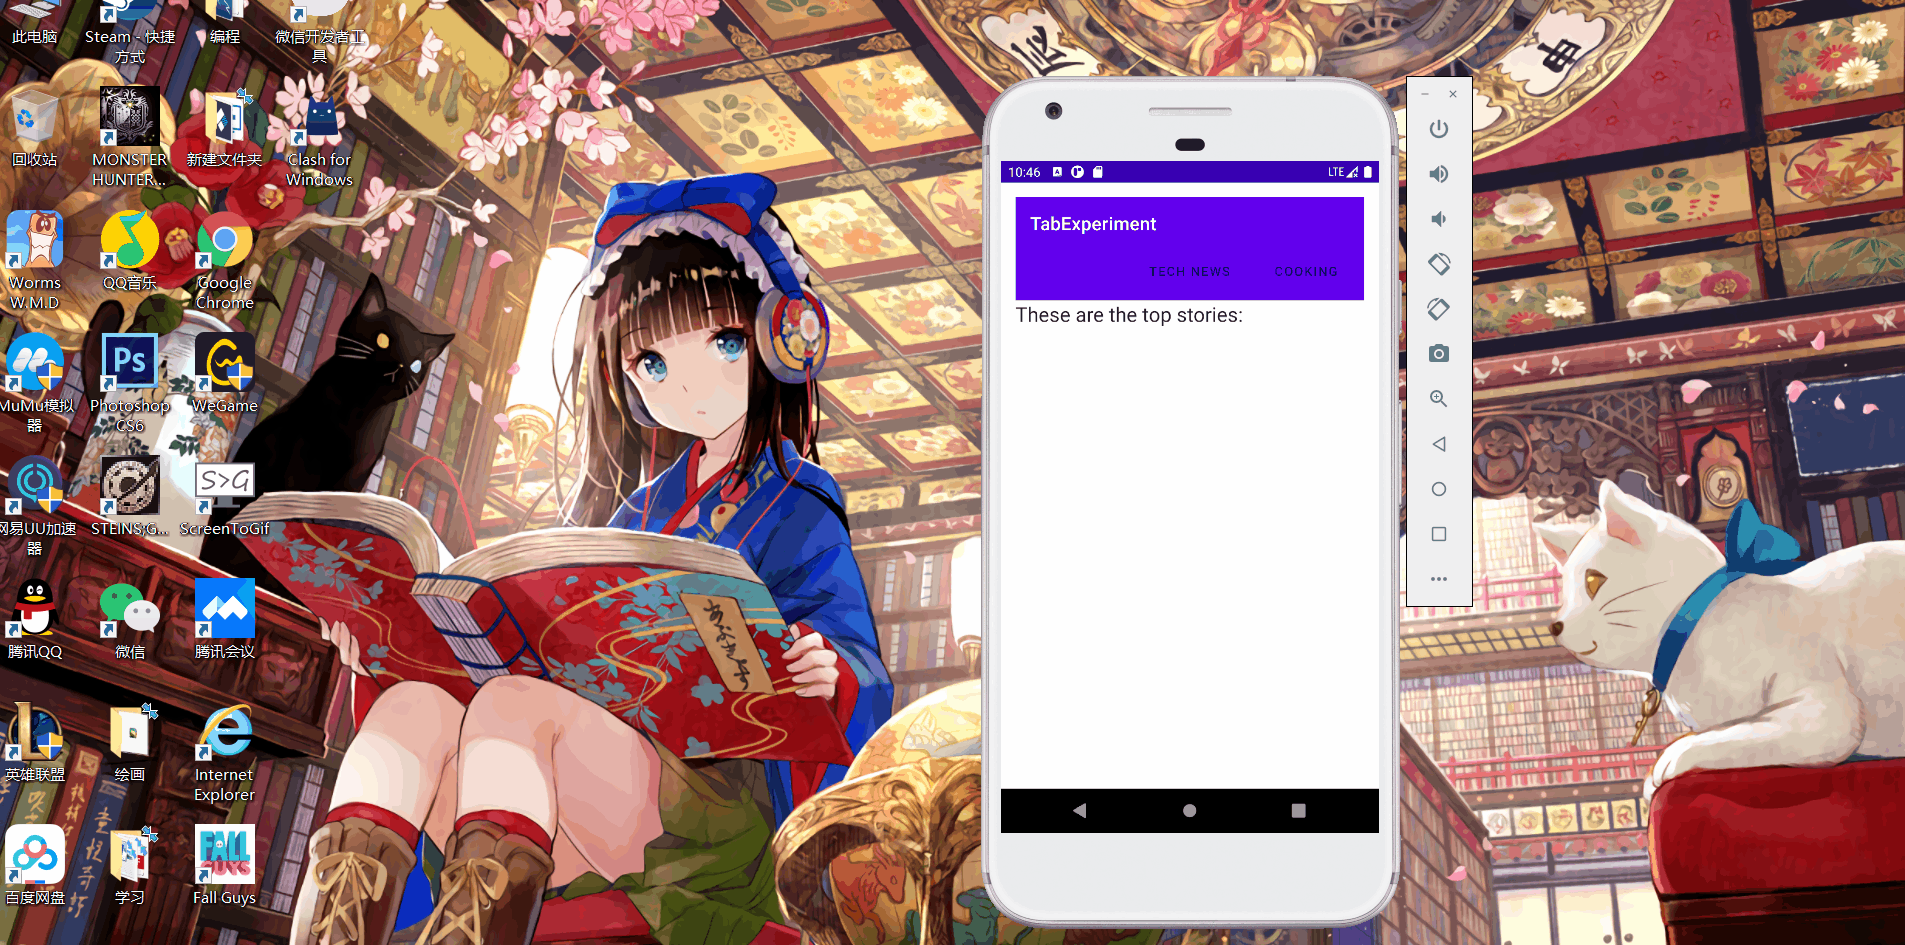 此电脑
Steam - 快捷
方式
编程
微信开发者工
具
回收站
MONSTER
HUNTER...
新建文件夹
Clash for
Windows
Worms
W.M.D
QQ音乐
Google
Chrome
MuMu模拟
器
Ps
Photoshop
CS6
WeGame
网易UU加速
器
STEINS;G...
S>G
ScreenToGif
腾讯QQ
微信
腾讯会议
英雄联盟
绘画
Internet
Explorer
百度网盘
学习
FALL
GUYS
Fall Guys
10:46
LTE
TabExperiment
TECH NEWS
COOKING
These are the top stories:
申